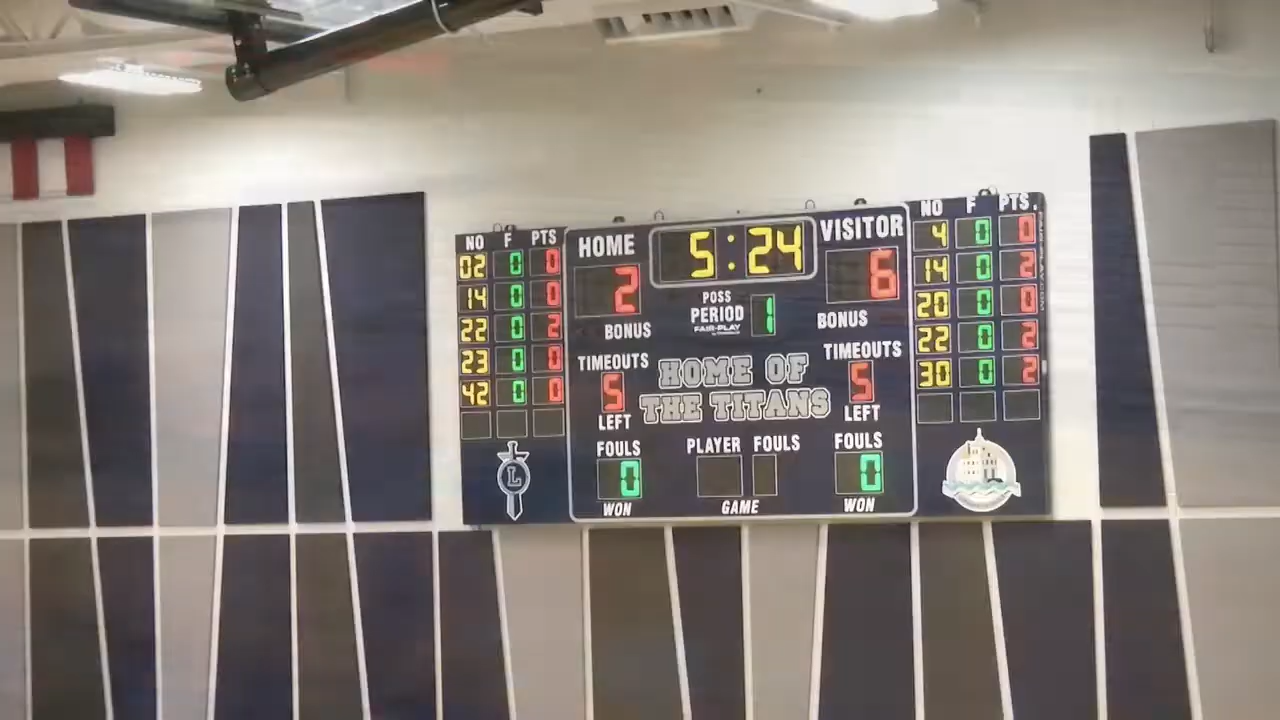 NO F PTS
02 0 0
14 0 0
22 0 2
23 0 0
42 0 0
L
HOME
2
BONUS
5:24
POSS
PERIOD 1
FAIR-PLAY
VISITOR
6
BONUS
TIMEOUTS
5
LEFT
HOME OF
THE TITANS
TIMEOUTS
5
LEFT
FOULS
0
WON
PLAYER FOULS
GAME
FOULS
0
WON
NO F PTS.
4 0 0
14 0 2
20 0 0
22 0 2
30 0 2